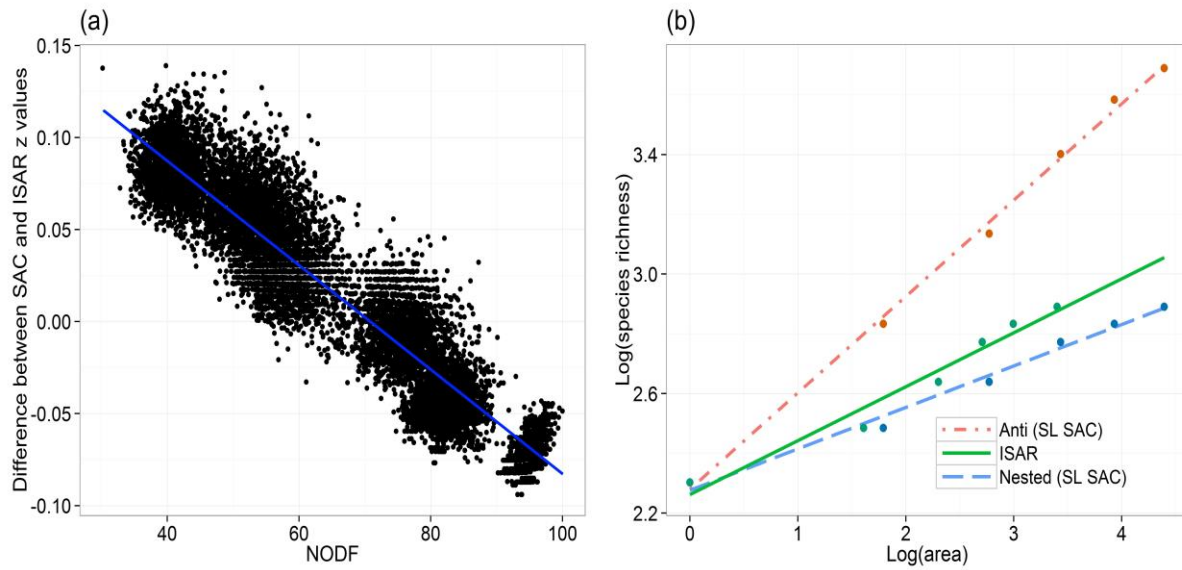 (a)
Difference between SAC and ISAR z values
0.15
0.10
0.05
0.00
-0.05
-0.10
40
60
80
100
NODF
(b)
Log(species richness)
3.4
3.0
2.6
2.2
0
1
2
3
4
Log(area)
Anti (SL SAC)
ISAR
Nested (SL SAC)